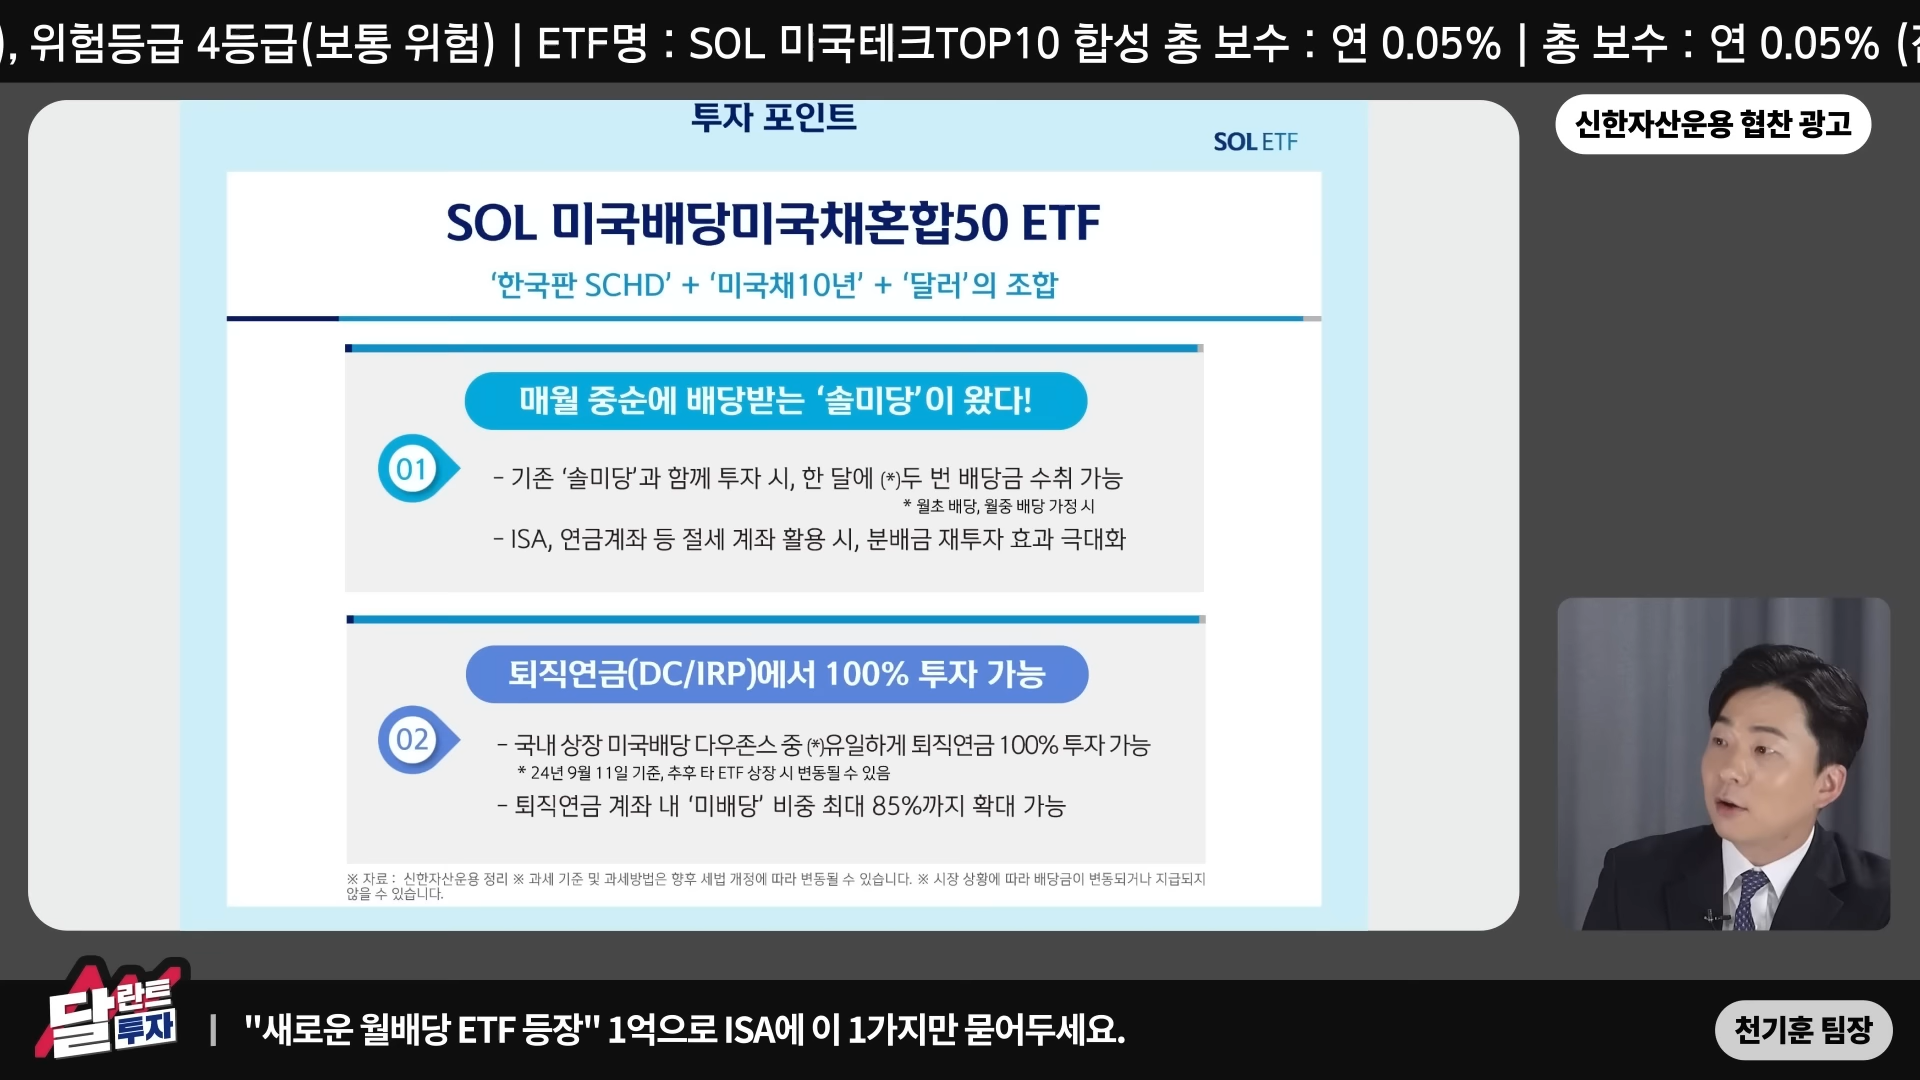 , 위험등급 4등급(보통 위험) | ETF명 : SOL 미국테크TOP10 합성 총 보수 : 연 0.05% | 총 보수 : 연 0.05%
신한자산운용 협찬 광고
투자 포인트
SOL ETF
SOL 미국배당미국채혼합50 ETF
‘한국판 SCHD’ + ‘미국채10년’ + ‘달러’의 조합
매월 중순에 배당받는 ‘솔미당’이 왔다!
01
- 기존 ‘솔미당’과 함께 투자 시, 한 달에 (*)두 번 배당금 수취 가능
* 월초 배당, 월중 배당 가정 시
- ISA, 연금계좌 등 절세 계좌 활용 시, 분배금 재투자 효과 극대화
퇴직연금(DC/IRP)에서 100% 투자 가능
02
- 국내 상장 미국배당 다우존스 중 (*)유일하게 퇴직연금 100% 투자 가능
* 24년 9월 11일 기준, 추후 타 ETF 상장 시 변동될 수 있음
- 퇴직연금 계좌 내 ‘미배당’ 비중 최대 85%까지 확대 가능
※ 자료 : 신한자산운용 정리 ※ 과세 기준 및 과세방법은 향후 세법 개정에 따라 변동될 수 있습니다. ※ 시장 상황에 따라 배당금이 변동되거나 지급되지
않을 수 있습니다.
달란트
투자
| "새로운 월배당 ETF 등장" 1억으로 ISA에 이 1가지만 묻어두세요.
천기훈 팀장